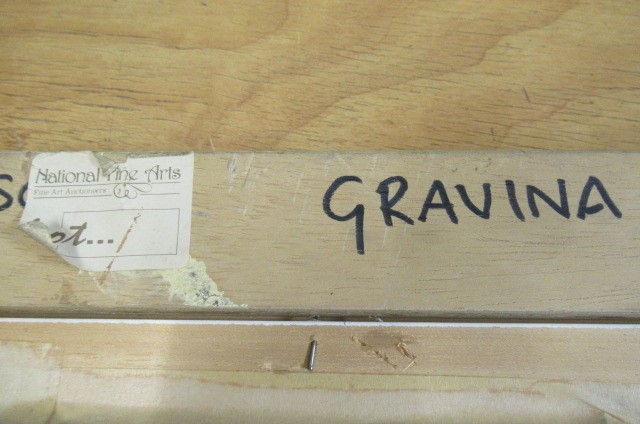 National Fine Arts
Fine Art Auctioneers
Lot...
GRAVINA